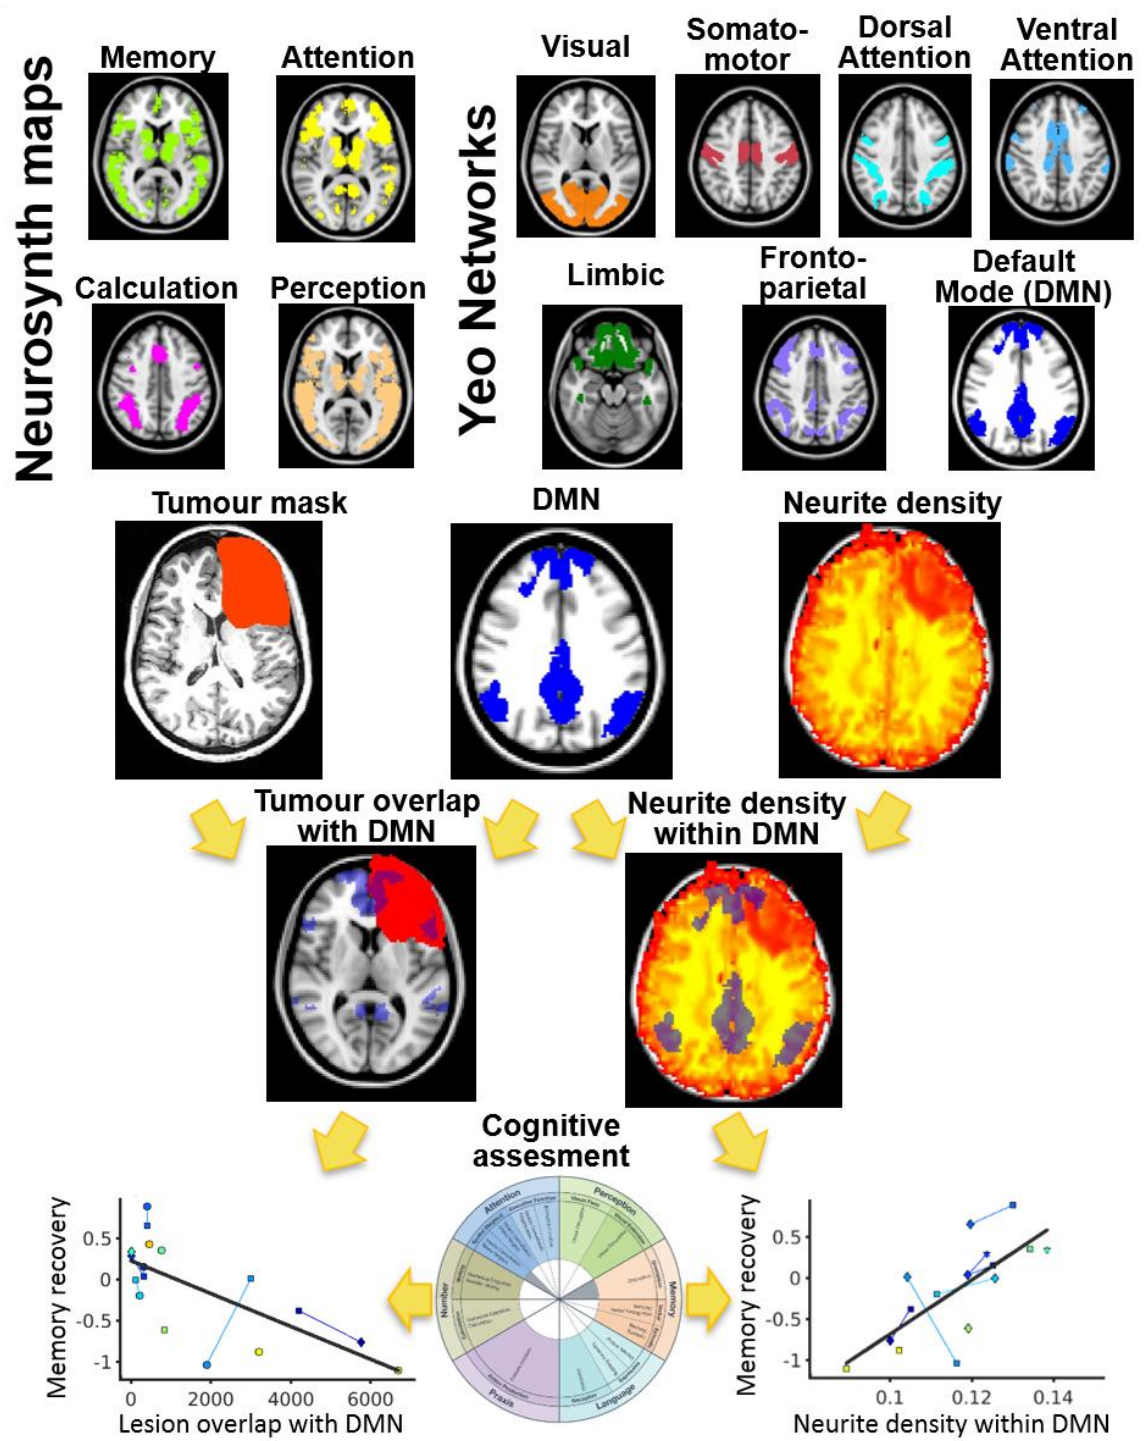 Neurosynth maps
Memory
Attention
Calculation
Perception
Yeo Networks
Visual
Somato-
motor
Dorsal
Attention
Ventral
Attention
Limbic
Fronto-
parietal
Default
Mode (DMN)
Tumour mask
DMN
Neurite density
Tumour overlap
with DMN
Neurite density
within DMN
Cognitive
assesment
Memory recovery
0.5
0
-0.5
-1
0
2000
4000
6000
Lesion overlap with DMN
Attention
Executive Function
Perception
Memory
Language
Expressive
Receptive
Praxis
Number
Memory recovery
0.5
0
-0.5
-1
0.1
0.12
0.14
Neurite density within DMN